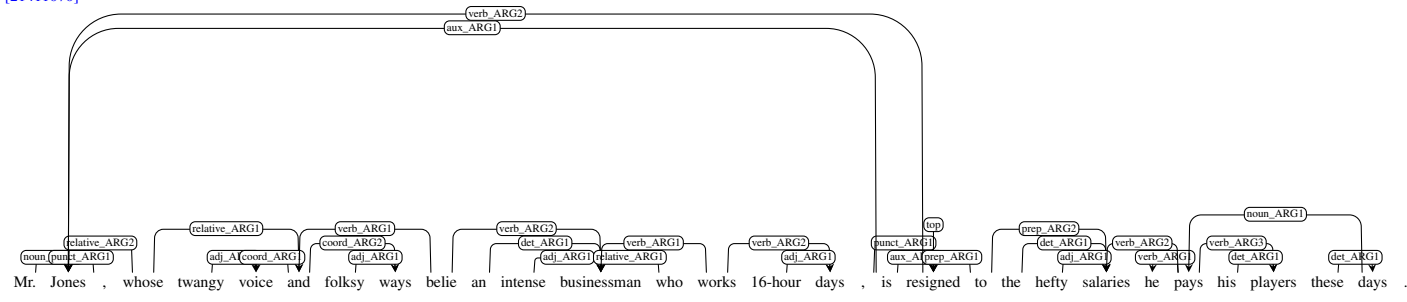 verb_ARG2
aux_ARG1
top
noun_ARG1
relative_ARG1 verb_ARG1 verb_ARG2 prep_ARG2
relative_ARG2 coord_ARG2 det_ARG1 verb_ARG1 verb_ARG2 punct_ARG1 det_ARG1 verb_ARG2 verb_ARG3
noun punct_ARG1 coord_ARG1 adj_ARG1 adj_ARG1 relative_ARG1 adj_ARG1 prep_ARG1 adj_ARG1 verb_ARG1 det_ARG1 det_ARG1
Mr. Jones , whose twangy voice and folksy ways belie an intense businessman who works 16-hour days , is resigned to the hefty salaries he pays his players these days .